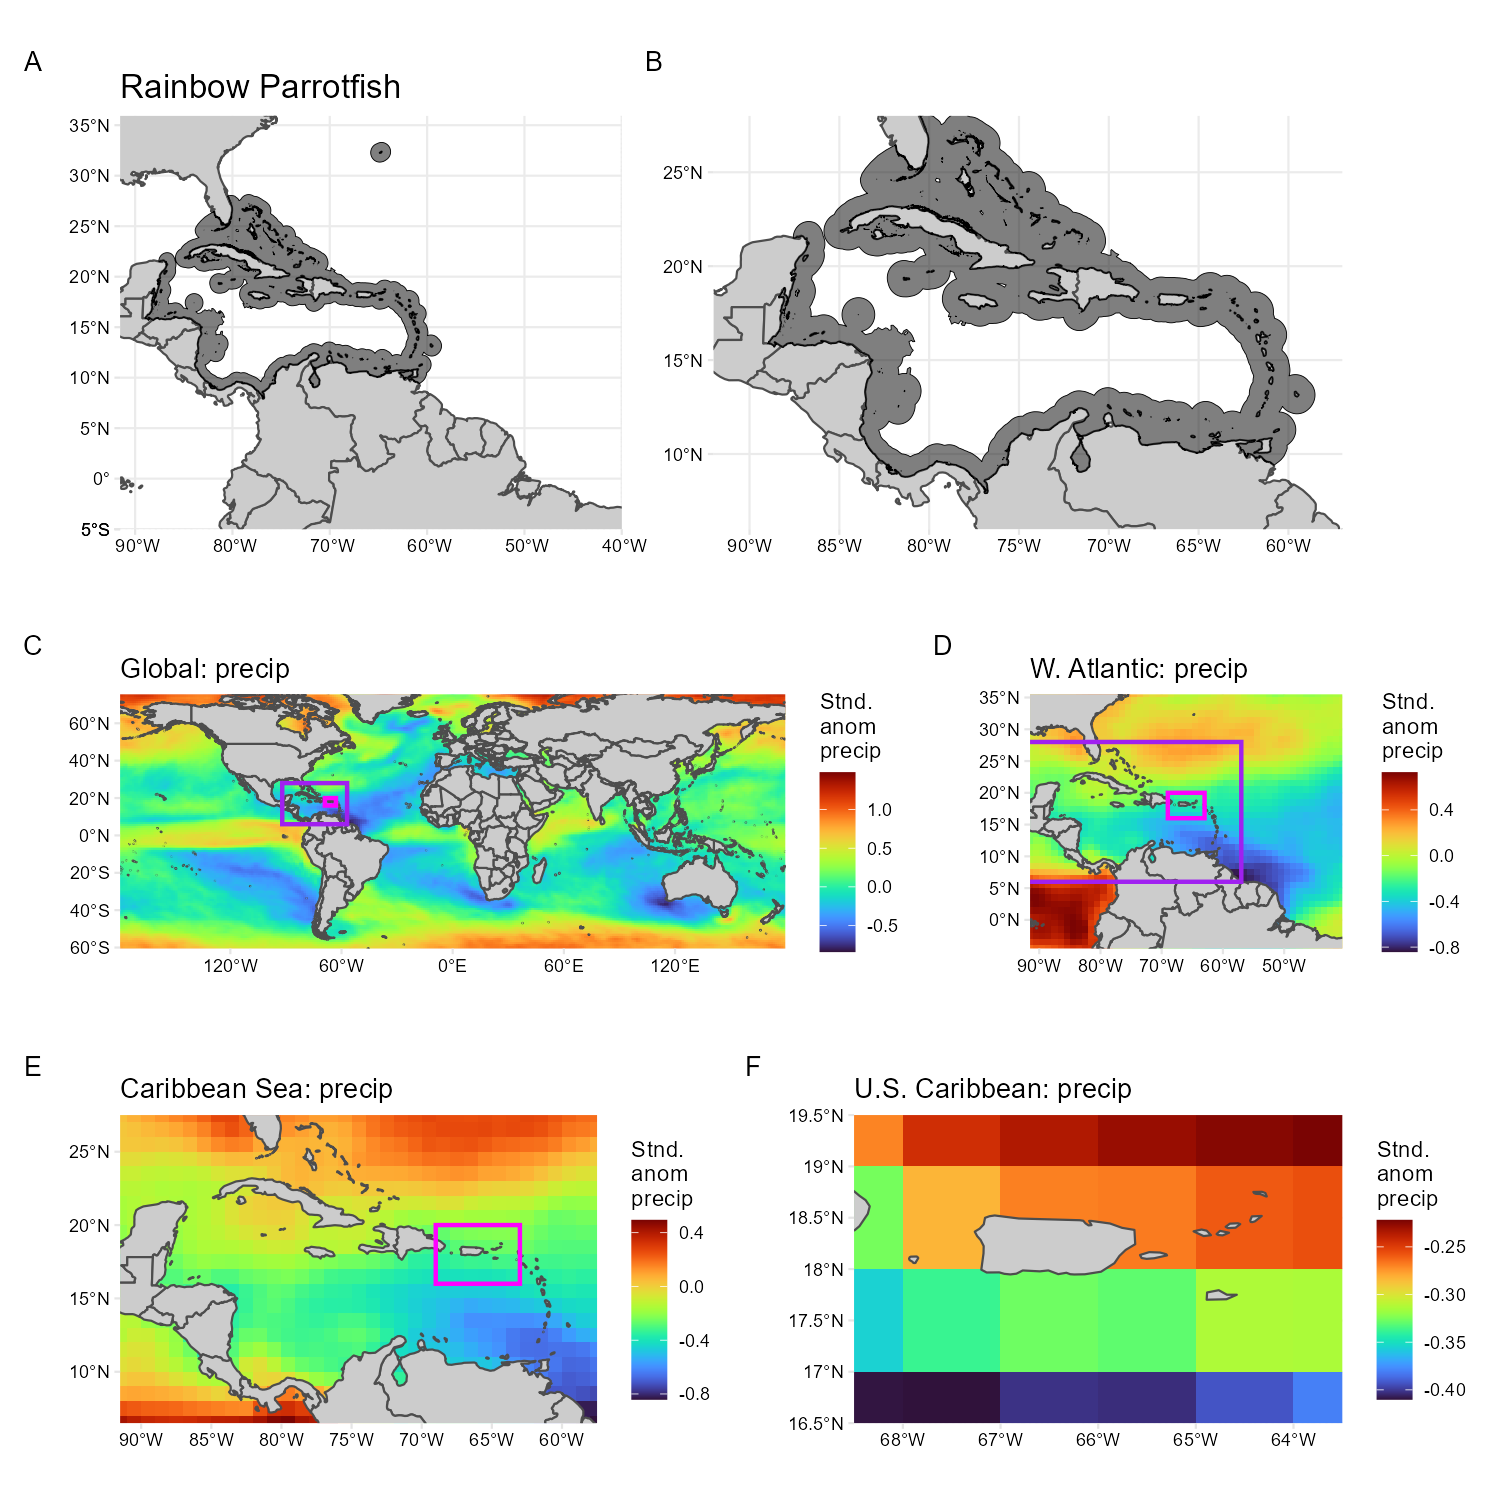 A
B
Rainbow Parrotfish
35°N
30°N
25°N
20°N
15°N
10°N
5°N
0°
5°S
90°W
80°W
70°W
60°W
50°W
40°W
25°N
20°N
15°N
10°N
90°W
85°W
80°W
75°W
70°W
65°W
60°W
C
Global: precip
60°N
40°N
20°N
0°N
20°S
40°S
60°S
120°W
60°W
0°E
60°E
120°E
Stnd.
anom
precip
1.0
0.5
0.0
-0.5
D
W. Atlantic: precip
35°N
30°N
25°N
20°N
15°N
10°N
5°N
0°N
90°W
80°W
70°W
60°W
50°W
Stnd.
anom
precip
0.4
0.0
-0.4
-0.8
E
Caribbean Sea: precip
25°N
20°N
15°N
10°N
90°W
85°W
80°W
75°W
70°W
65°W
60°W
Stnd.
anom
precip
0.4
0.0
-0.4
-0.8
F
U.S. Caribbean: precip
19.5°N
19°N
18.5°N
18°N
17.5°N
17°N
16.5°N
68°W
67°W
66°W
65°W
64°W
Stnd.
anom
precip
-0.25
-0.30
-0.35
-0.40